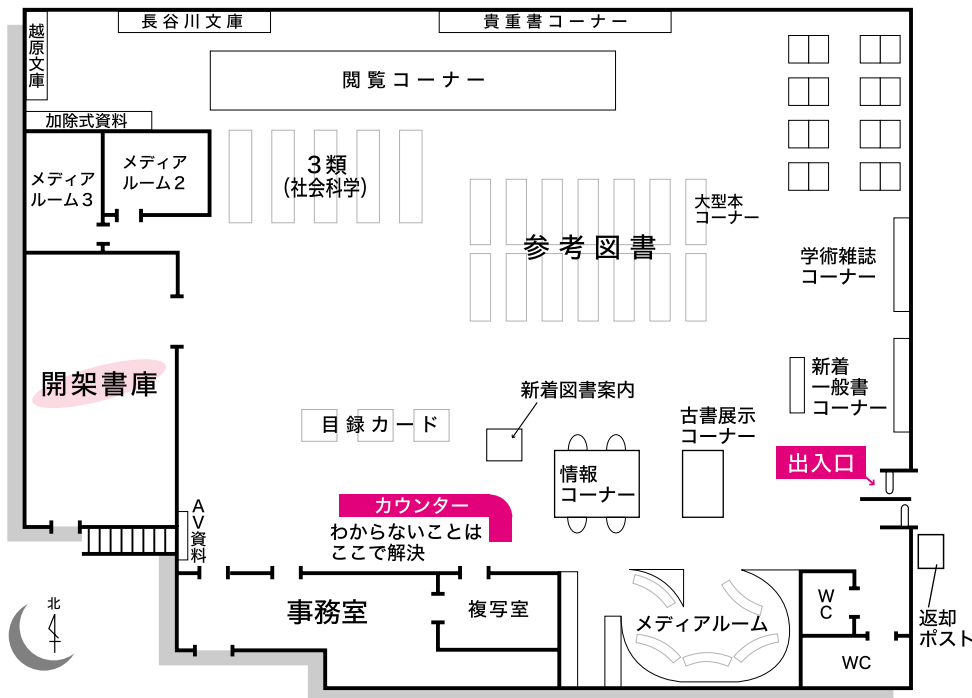 長谷川文庫
貴重書コーナー
越原文庫
閲覧コーナー
加除式資料
メディア
ルーム3
メディア
ルーム2
3類
(社会科学)
大型本
コーナー
参考図書
学術雑誌
コーナー
開架書庫
新着
一般書
コーナー
新着図書案内
目録カード
古書展示
コーナー
出入口
情報
コーナー
カウンター
わからないことは
ここで解決
AV資料
事務室
複写室
メディアルーム
WC
WC
返却
ポスト
北